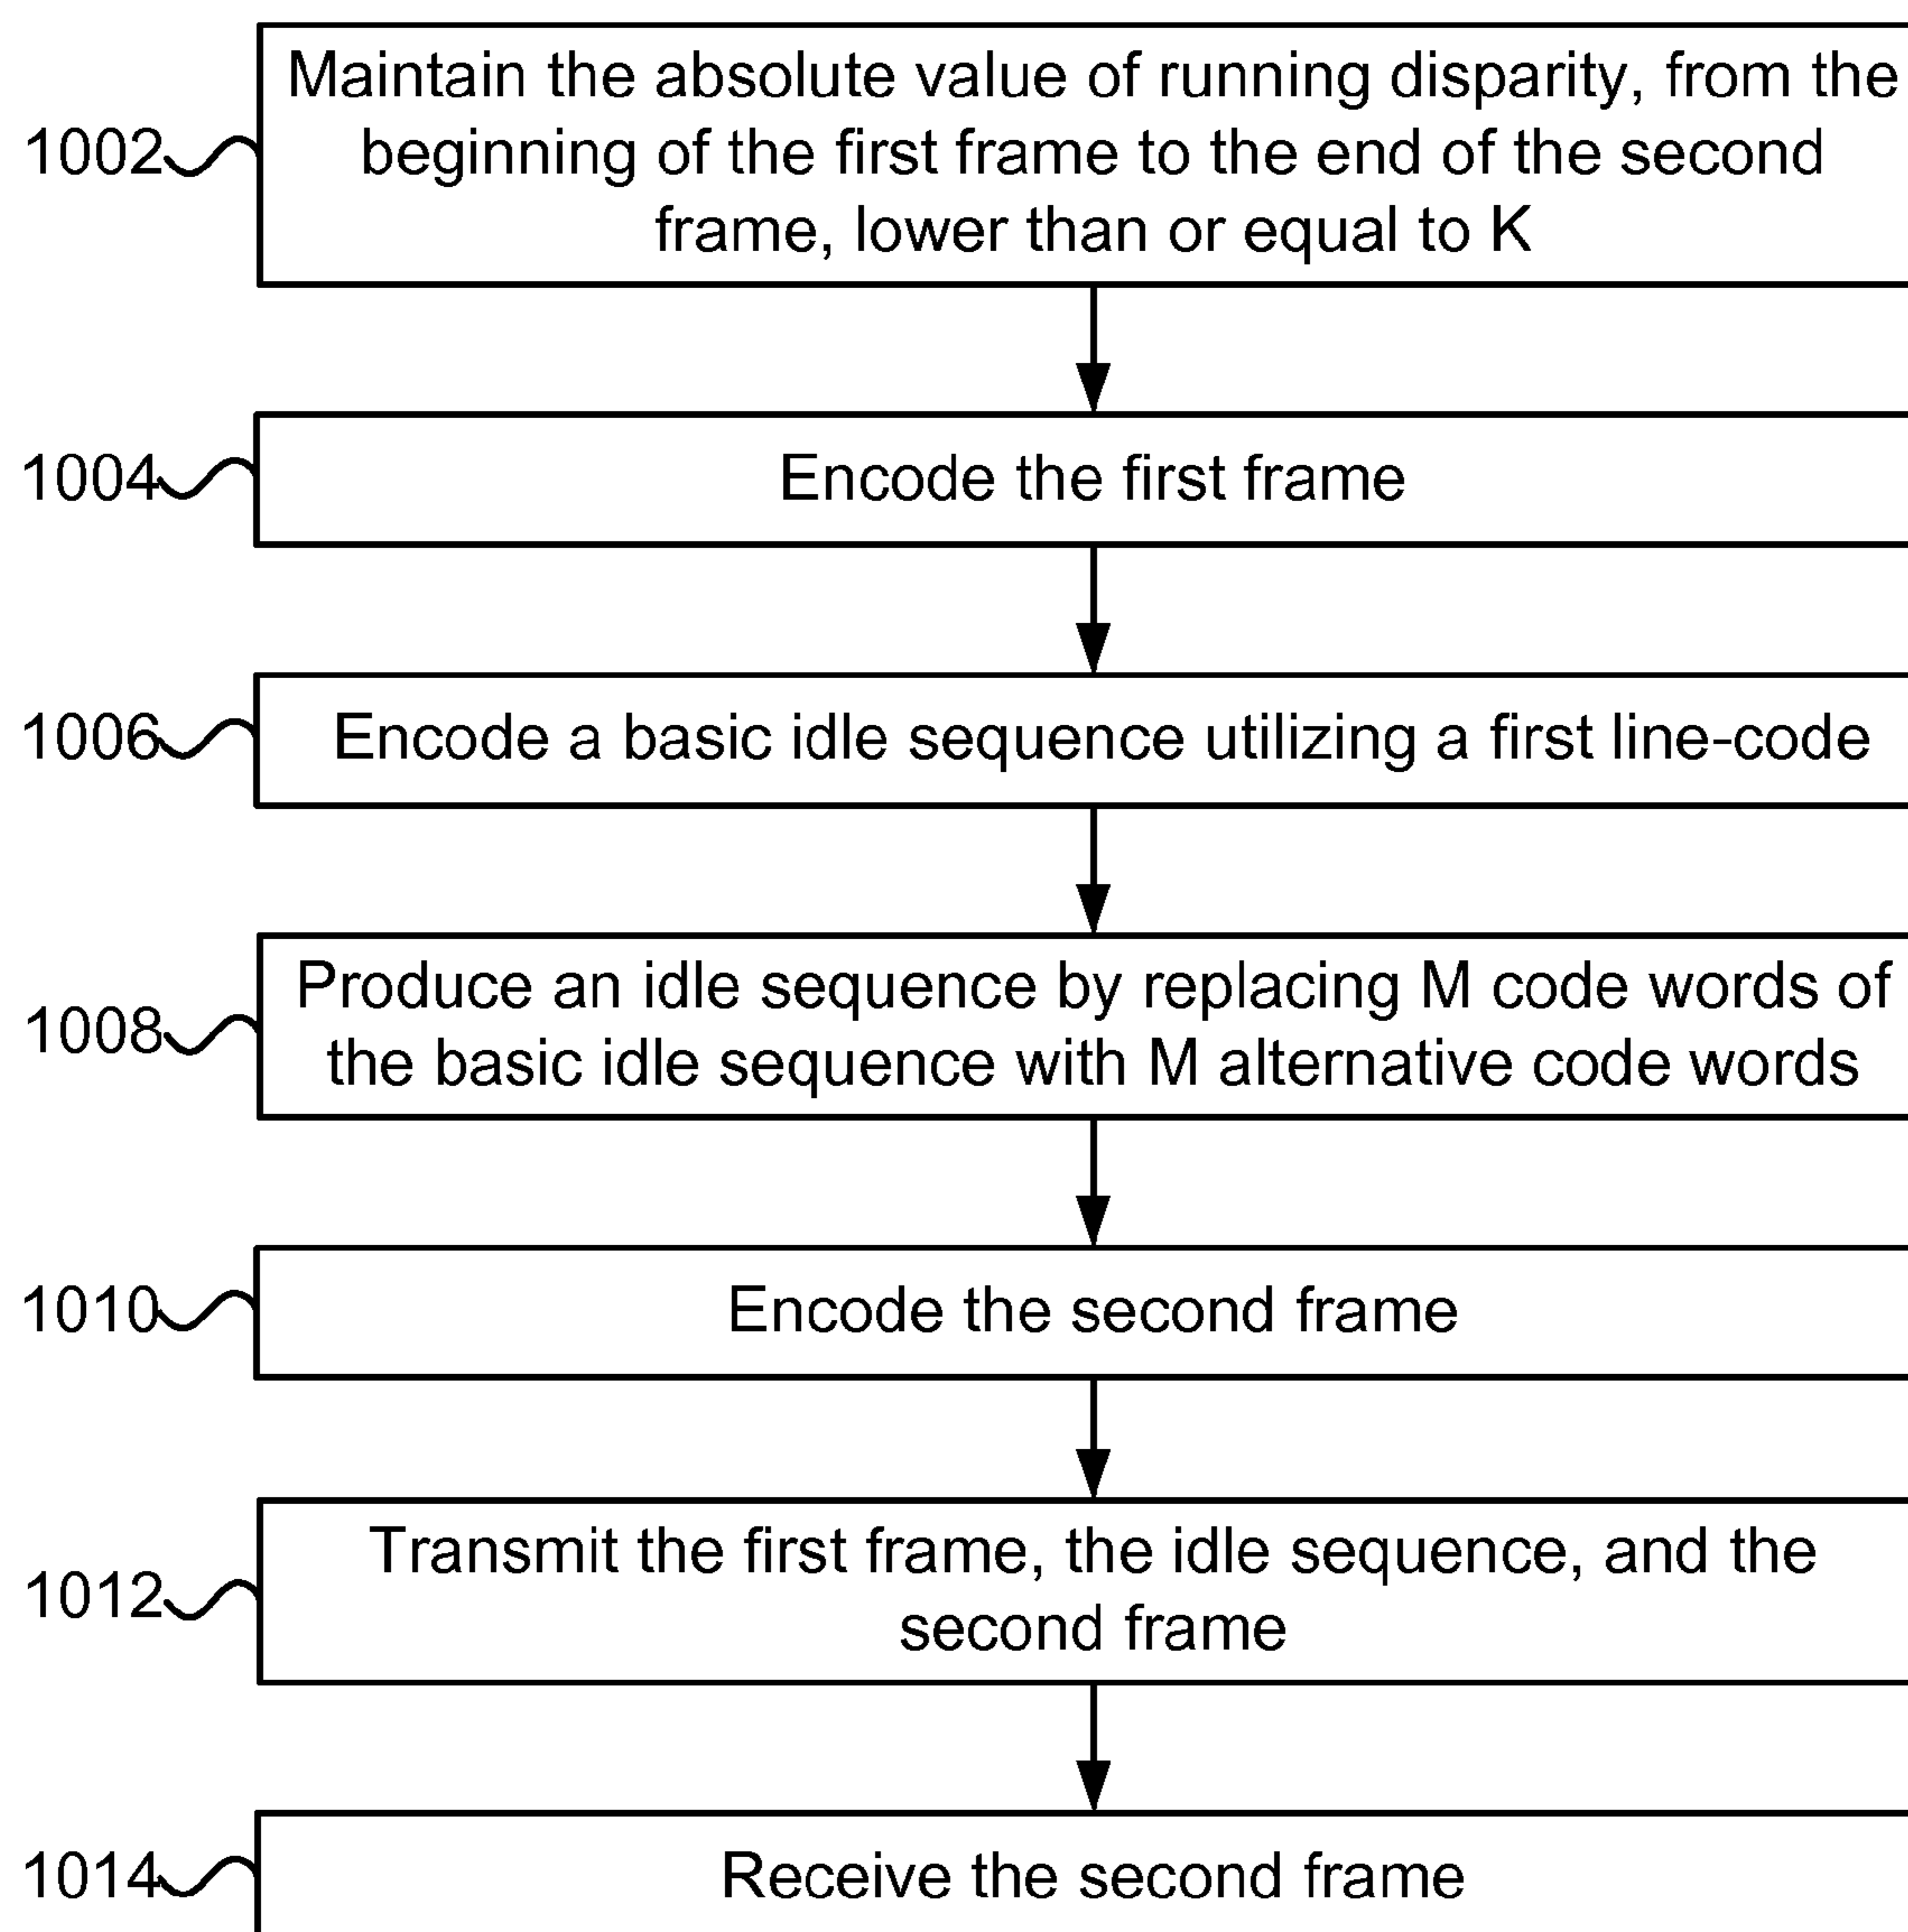 Maintain the absolute value of running disparity, from the
1002 beginning of the first frame to the end of the second
frame, lower than or equal to K
1004 Encode the first frame
1006 Encode a basic idle sequence utilizing a first line-code
Produce an idle sequence by replacing M code words of
1008 the basic idle sequence with M alternative code words
1010 Encode the second frame
Transmit the first frame, the idle sequence, and the
1012 second frame
1014 Receive the second frame